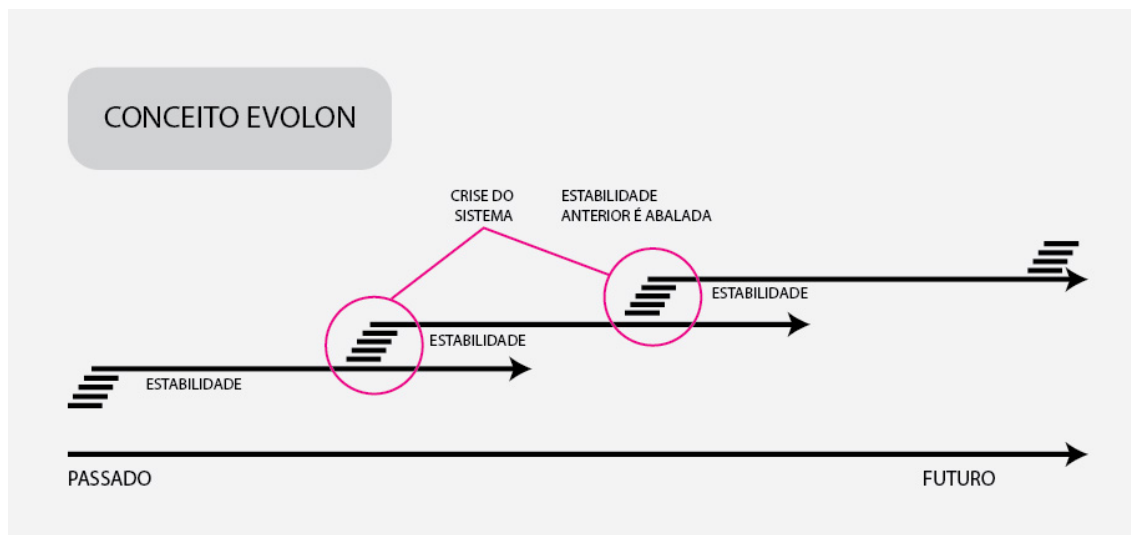 CONCEITO EVOLON
CRISE DO
SISTEMA
ESTABILIDADE
ANTERIOR É ABALADA
ESTABILIDADE
ESTABILIDADE
ESTABILIDADE
PASSADO
FUTURO